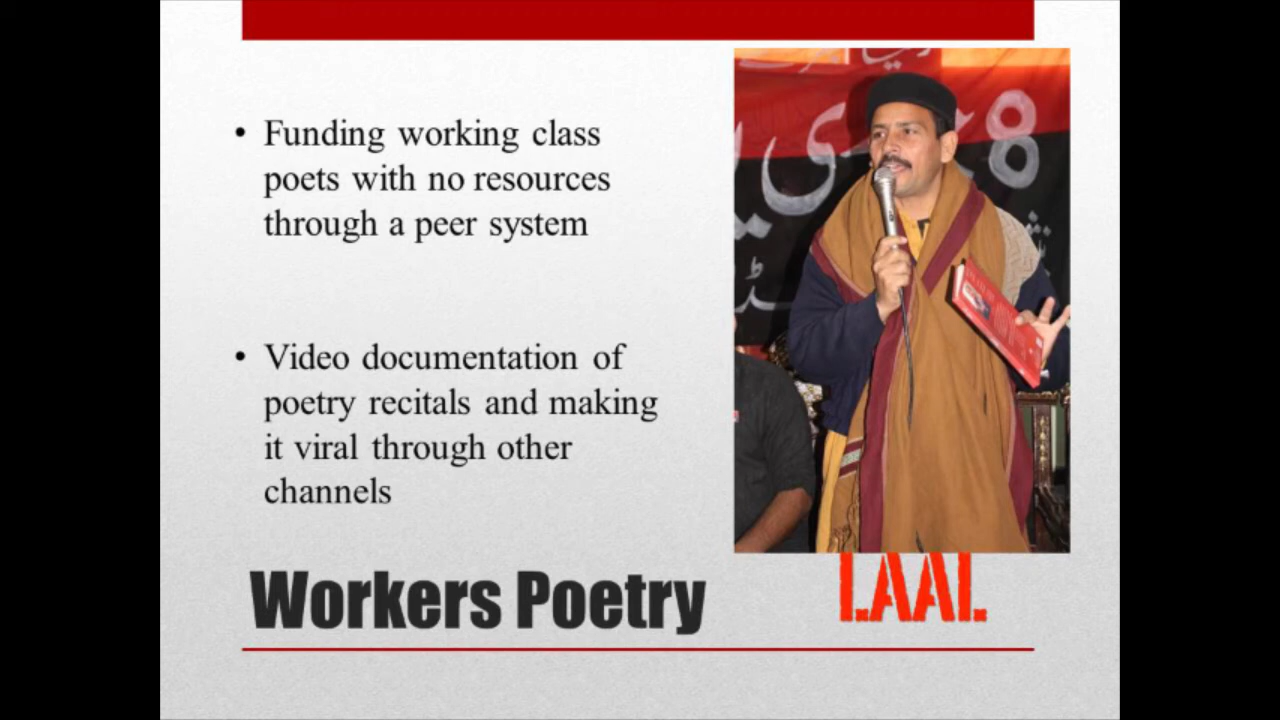 • Funding working class
poets with no resources
through a peer system
• Video documentation of
poetry recitals and making
it viral through other
channels
Workers Poetry
LAAL